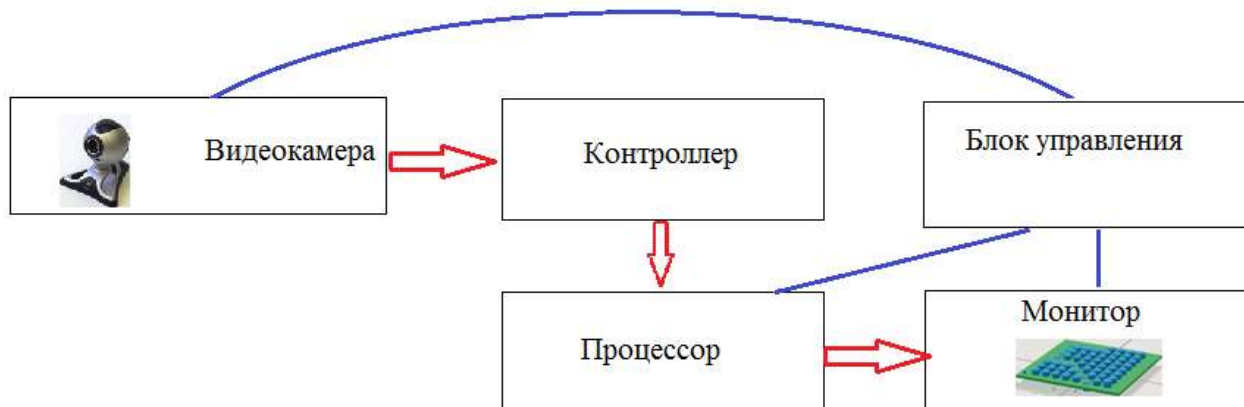 Видеокамера
Контроллер
Блок управления
Процессор
Монитор